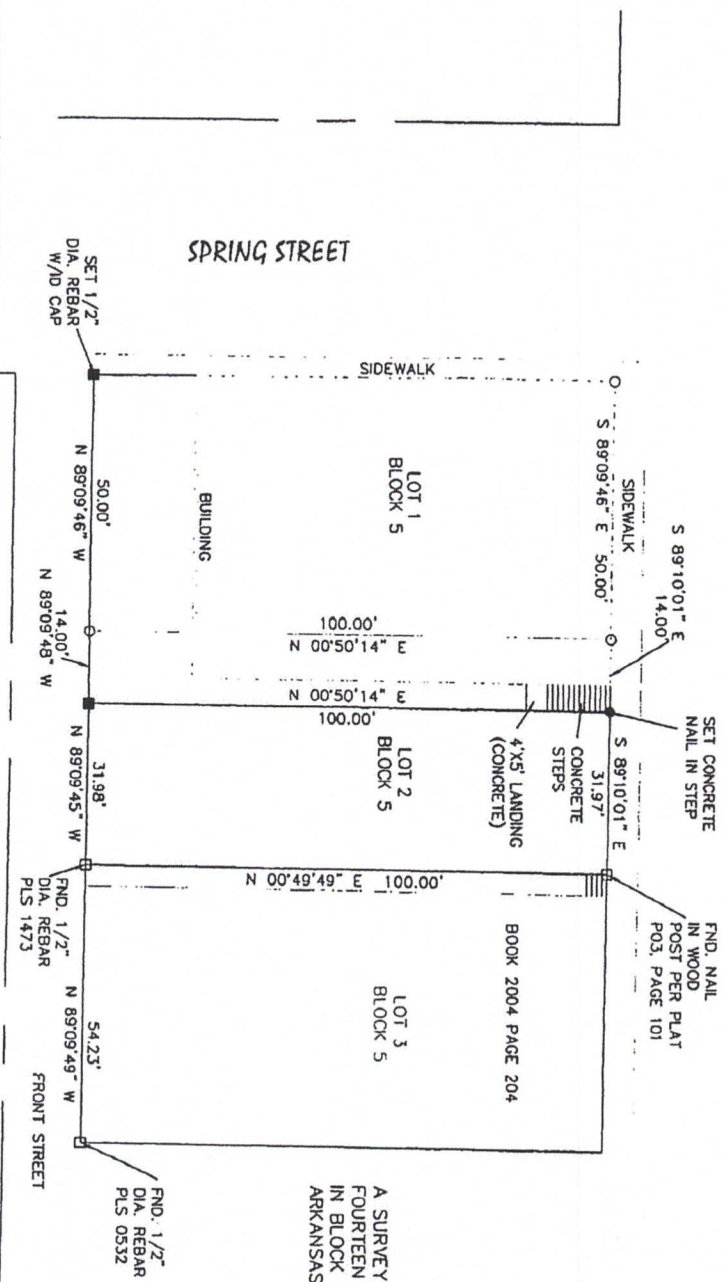 SPRING STREET
SET 1/2"
DIA. REBAR
W/ID CAP
SIDEWALK
S 89°09'46" E 50.00'
SIDEWALK
S 89°10'01" E
14.00'
SET CONCRETE
NAIL IN STEP
LOT 1
BLOCK 5
BUILDING
50.00'
N 89°09'46" W
14.00'
N 89°09'48" W
100.00'
N 00°50'14" E
N 00°50'14" E
100.00'
4'X5' LANDING
(CONCRETE)
CONCRETE
STEPS
S 89°10'01" E
31.97'
LOT 2
BLOCK 5
31.98'
N 89°09'45" W
FND. NAIL
IN WOOD
POST PER PLAT
P03, PAGE 101
N 00°49'49" E 100.00'
FND. 1/2"
DIA. REBAR
PLS 1473
BOOK 2004 PAGE 204
LOT 3
BLOCK 5
54.23'
N 89°09'49" W
FRONT STREET
FND. 1/2"
DIA. REBAR
PLS 0532
A SURVEY
FOURTEEN
IN BLOCK
ARKANSAS